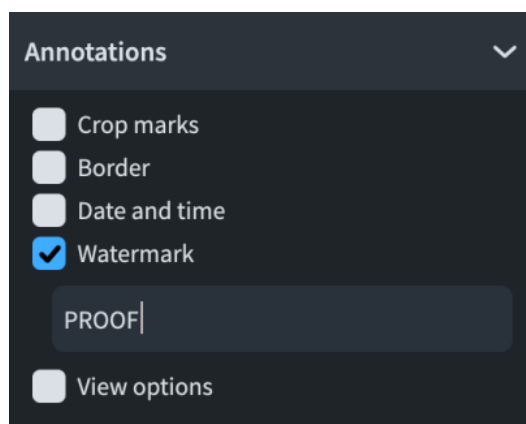 Annotations
Crop marks
Border
Date and time
Watermark
PROOF
View options